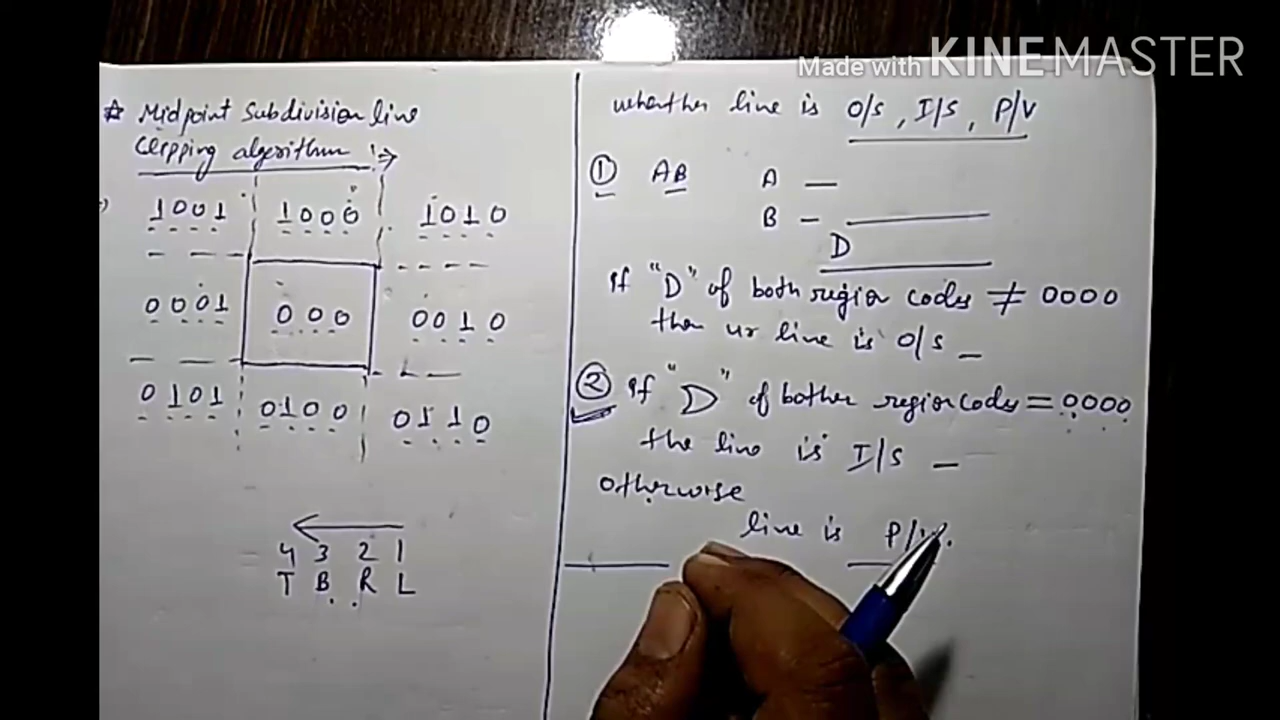 Made with KINEMASTER
☆ Midpoint Subdivision line
Clipping algorithm :→
1001 1000 1010
0001 000 0010
0101 0100 0110
4 3 2 1
T B R L
whether line is O/S, I/S, P/V
① AB A —
B —
D
If "D" of both region codes ≠ 0000
then ur line is O/S _
② If "D" of bother region codes = 0000
the line is I/S —
otherwise
line is P/